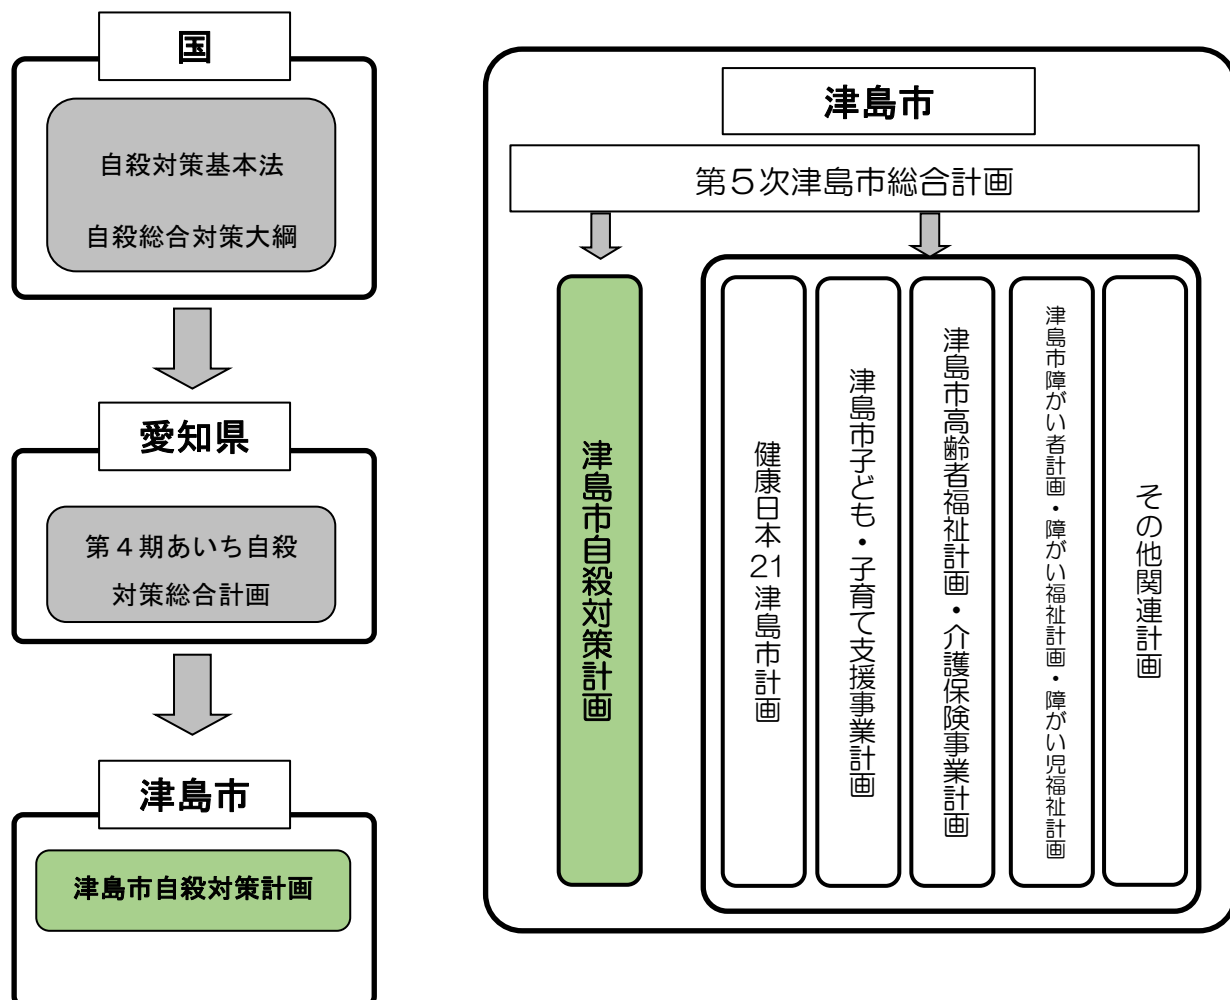 国
自殺対策基本法
自殺総合対策大綱
愛知県
第４期あいち自殺
対策総合計画
津島市
津島市自殺対策計画
津島市
第５次津島市総合計画
津島市自殺対策計画
健康日本21津島市計画
津島市子ども・子育て支援事業計画
津島市高齢者福祉計画・介護保険事業計画
津島市障がい者計画・障がい福祉計画・障がい児福祉計画
その他関連計画